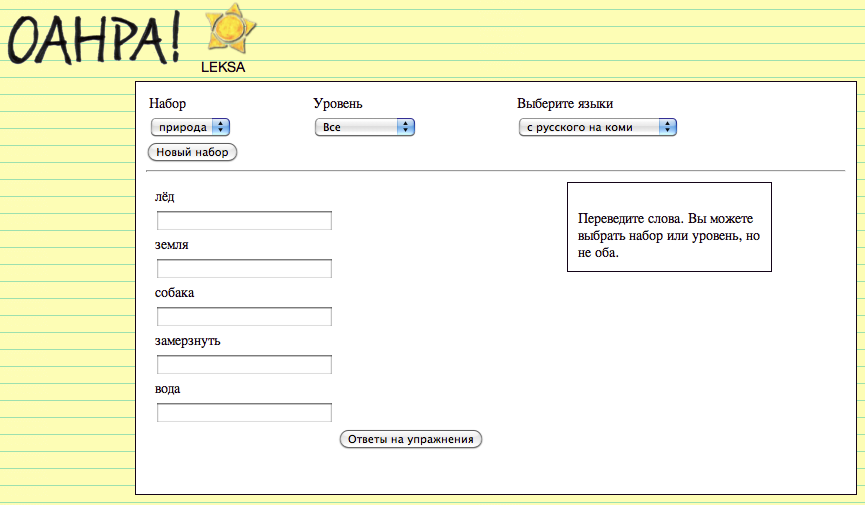 OAHPA!
LEKSA
Набор
Уровень
Выберите языки
природа
Все
с русского на коми
Новый набор
лёд
земля
собака
замерзнуть
вода
Ответы на упражнения
Переведите слова. Вы можете
выбрать набор или уровень, но
не оба.